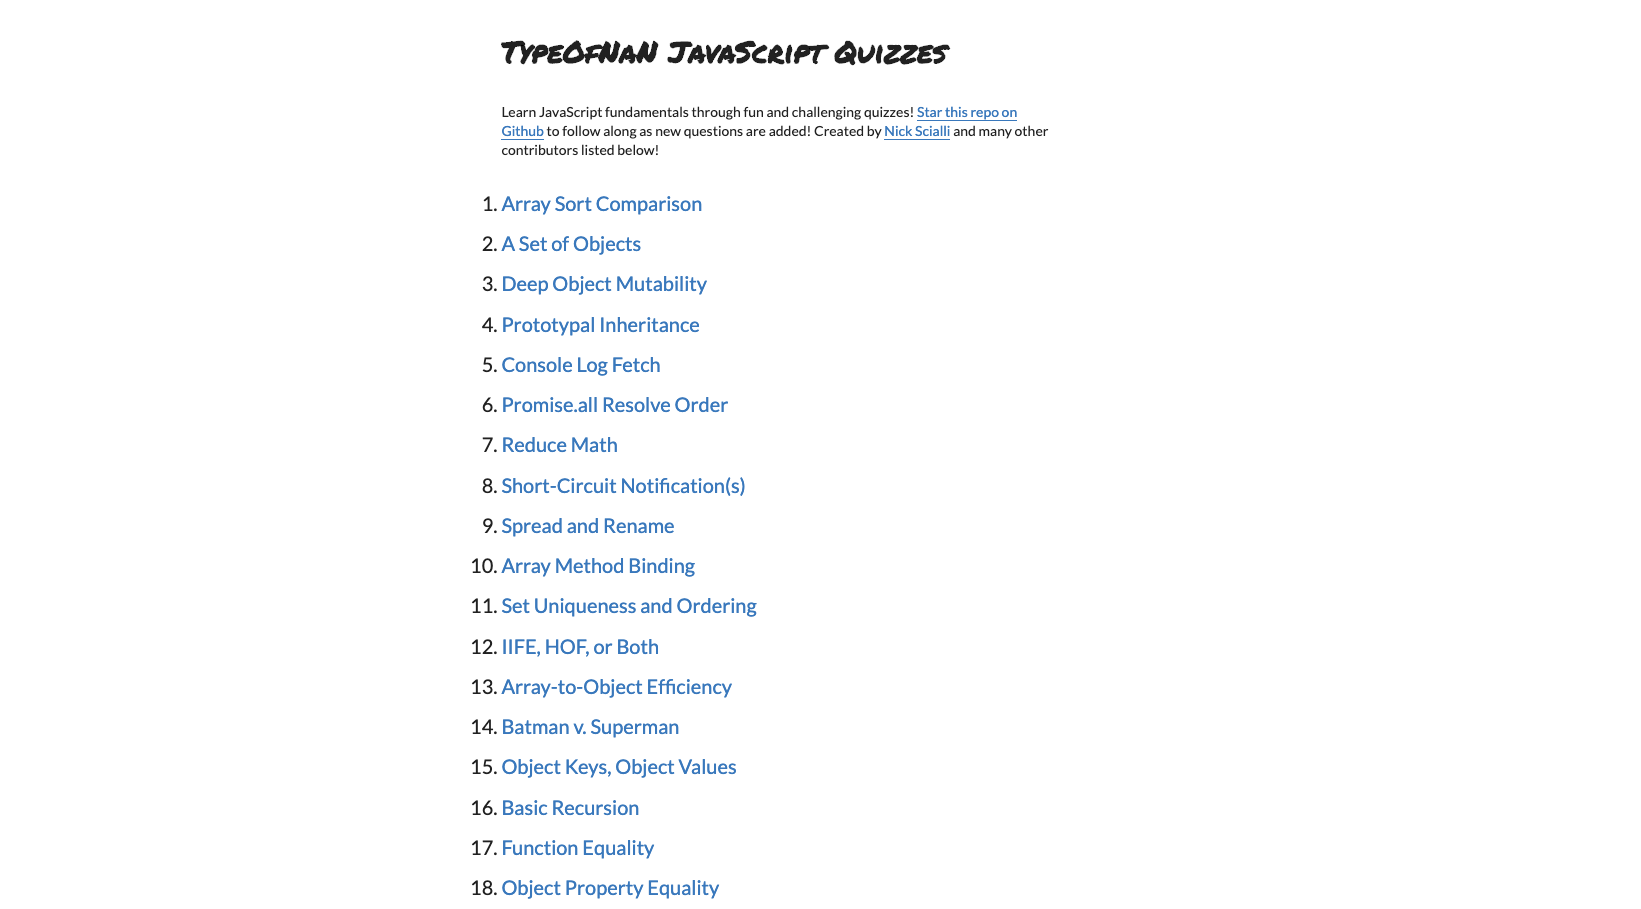 TypeOfNaN JavaScript Quizzes
Learn JavaScript fundamentals through fun and challenging quizzes! Star this repo on
Github to follow along as new questions are added! Created by Nick Scialli and many other
contributors listed below!
1. Array Sort Comparison
2. A Set of Objects
3. Deep Object Mutability
4. Prototypal Inheritance
5. Console Log Fetch
6. Promise.all Resolve Order
7. Reduce Math
8. Short-Circuit Notification(s)
9. Spread and Rename
10. Array Method Binding
11. Set Uniqueness and Ordering
12. IIFE, HOF, or Both
13. Array-to-Object Efficiency
14. Batman v. Superman
15. Object Keys, Object Values
16. Basic Recursion
17. Function Equality
18. Object Property Equality